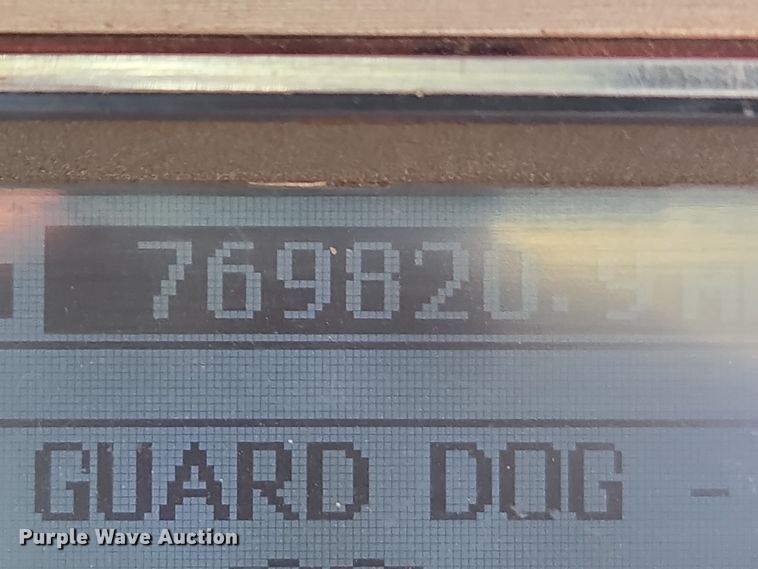 769820.9 m
GUARD DOG -
Purple Wave Auction